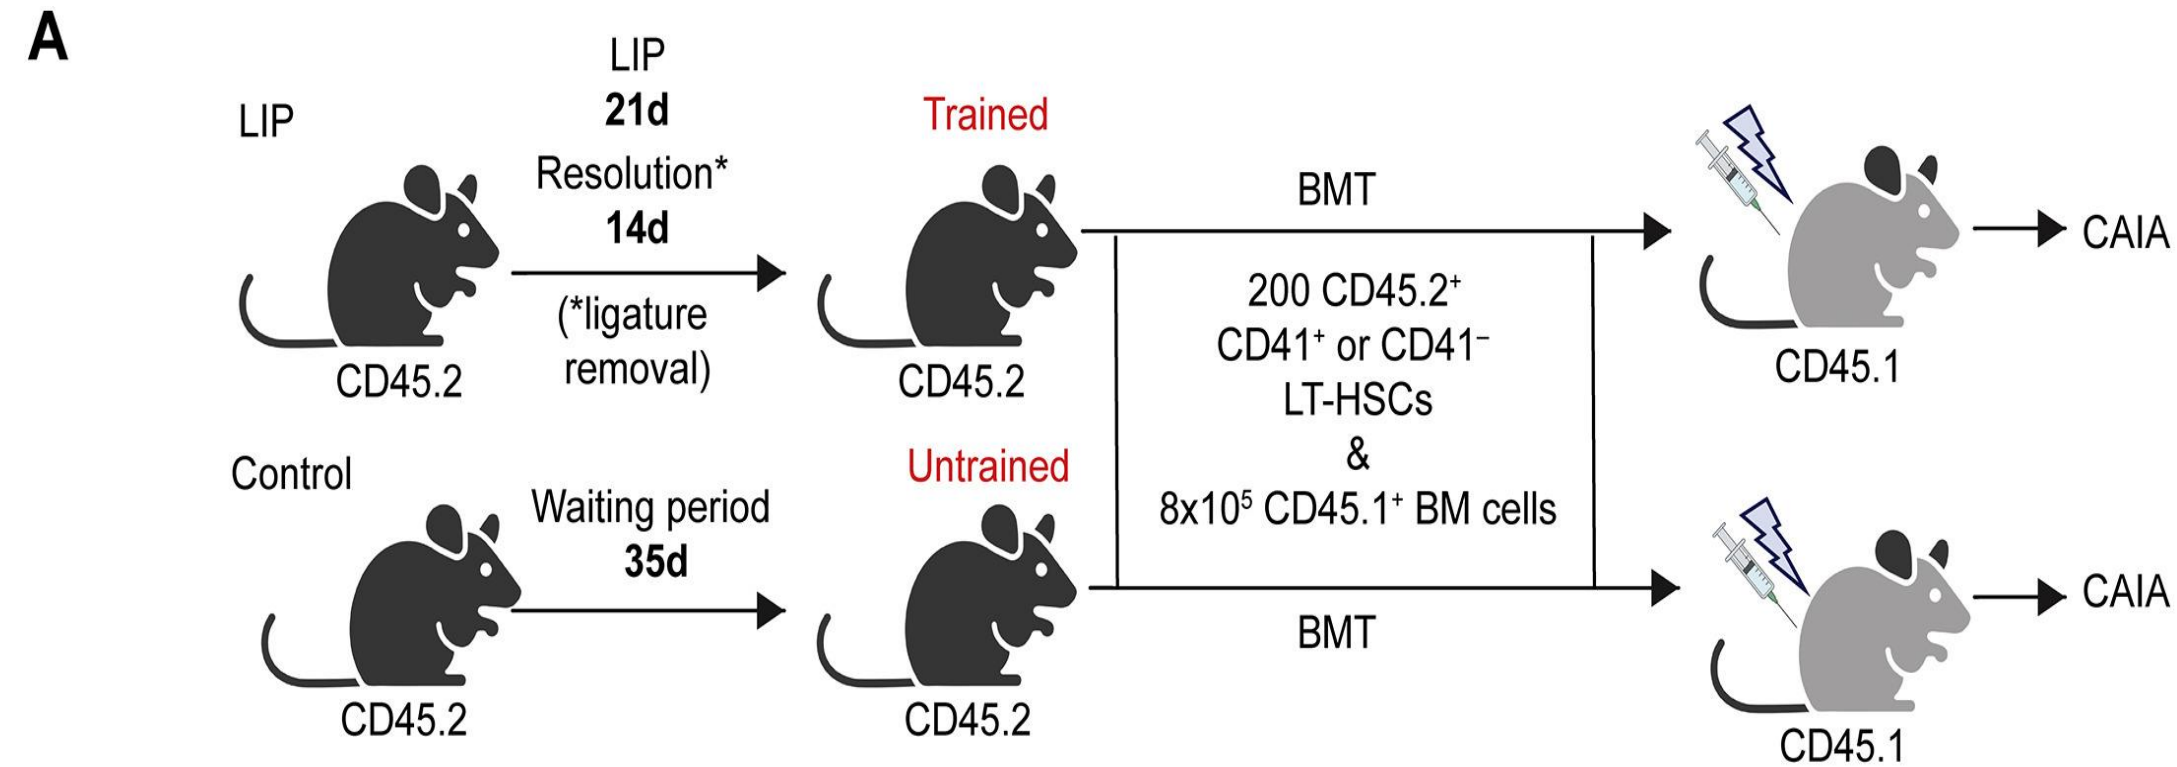 A
LIP
LIP
21d
Resolution*
14d
(*ligature
removal)
CD45.2
Trained
CD45.2
BMT
200 CD45.2⁺
CD41⁺ or CD41⁻
LT-HSCs
&
8x10⁵ CD45.1⁺ BM cells
CD45.1
CAIA
Control
Waiting period
35d
CD45.2
Untrained
CD45.2
BMT
CD45.1
CAIA